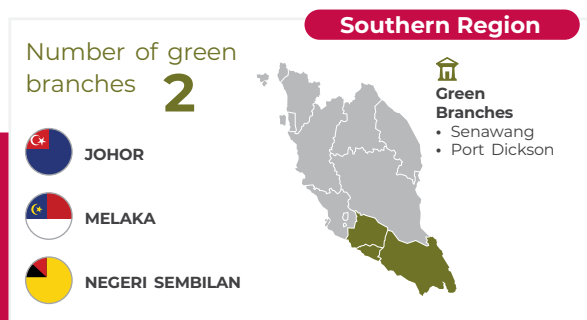 Southern Region
Number of green
branches 2
JOHOR
MELAKA
NEGERI SEMBILAN
Green
Branches
• Senawang
• Port Dickson